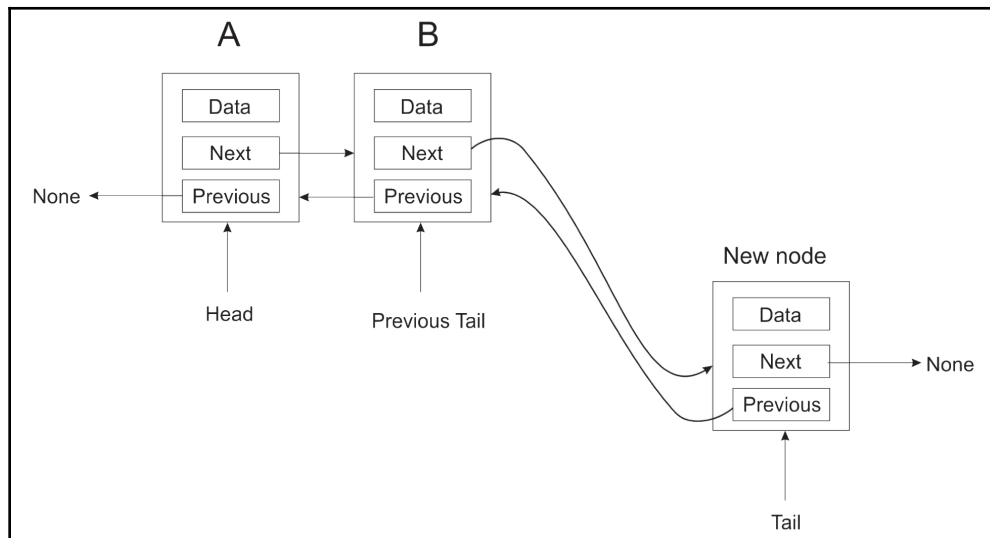 A
B
Data
Data
Next
Next
None
Previous
Previous
Head
Previous Tail
New node
Data
Next
None
Previous
Tail